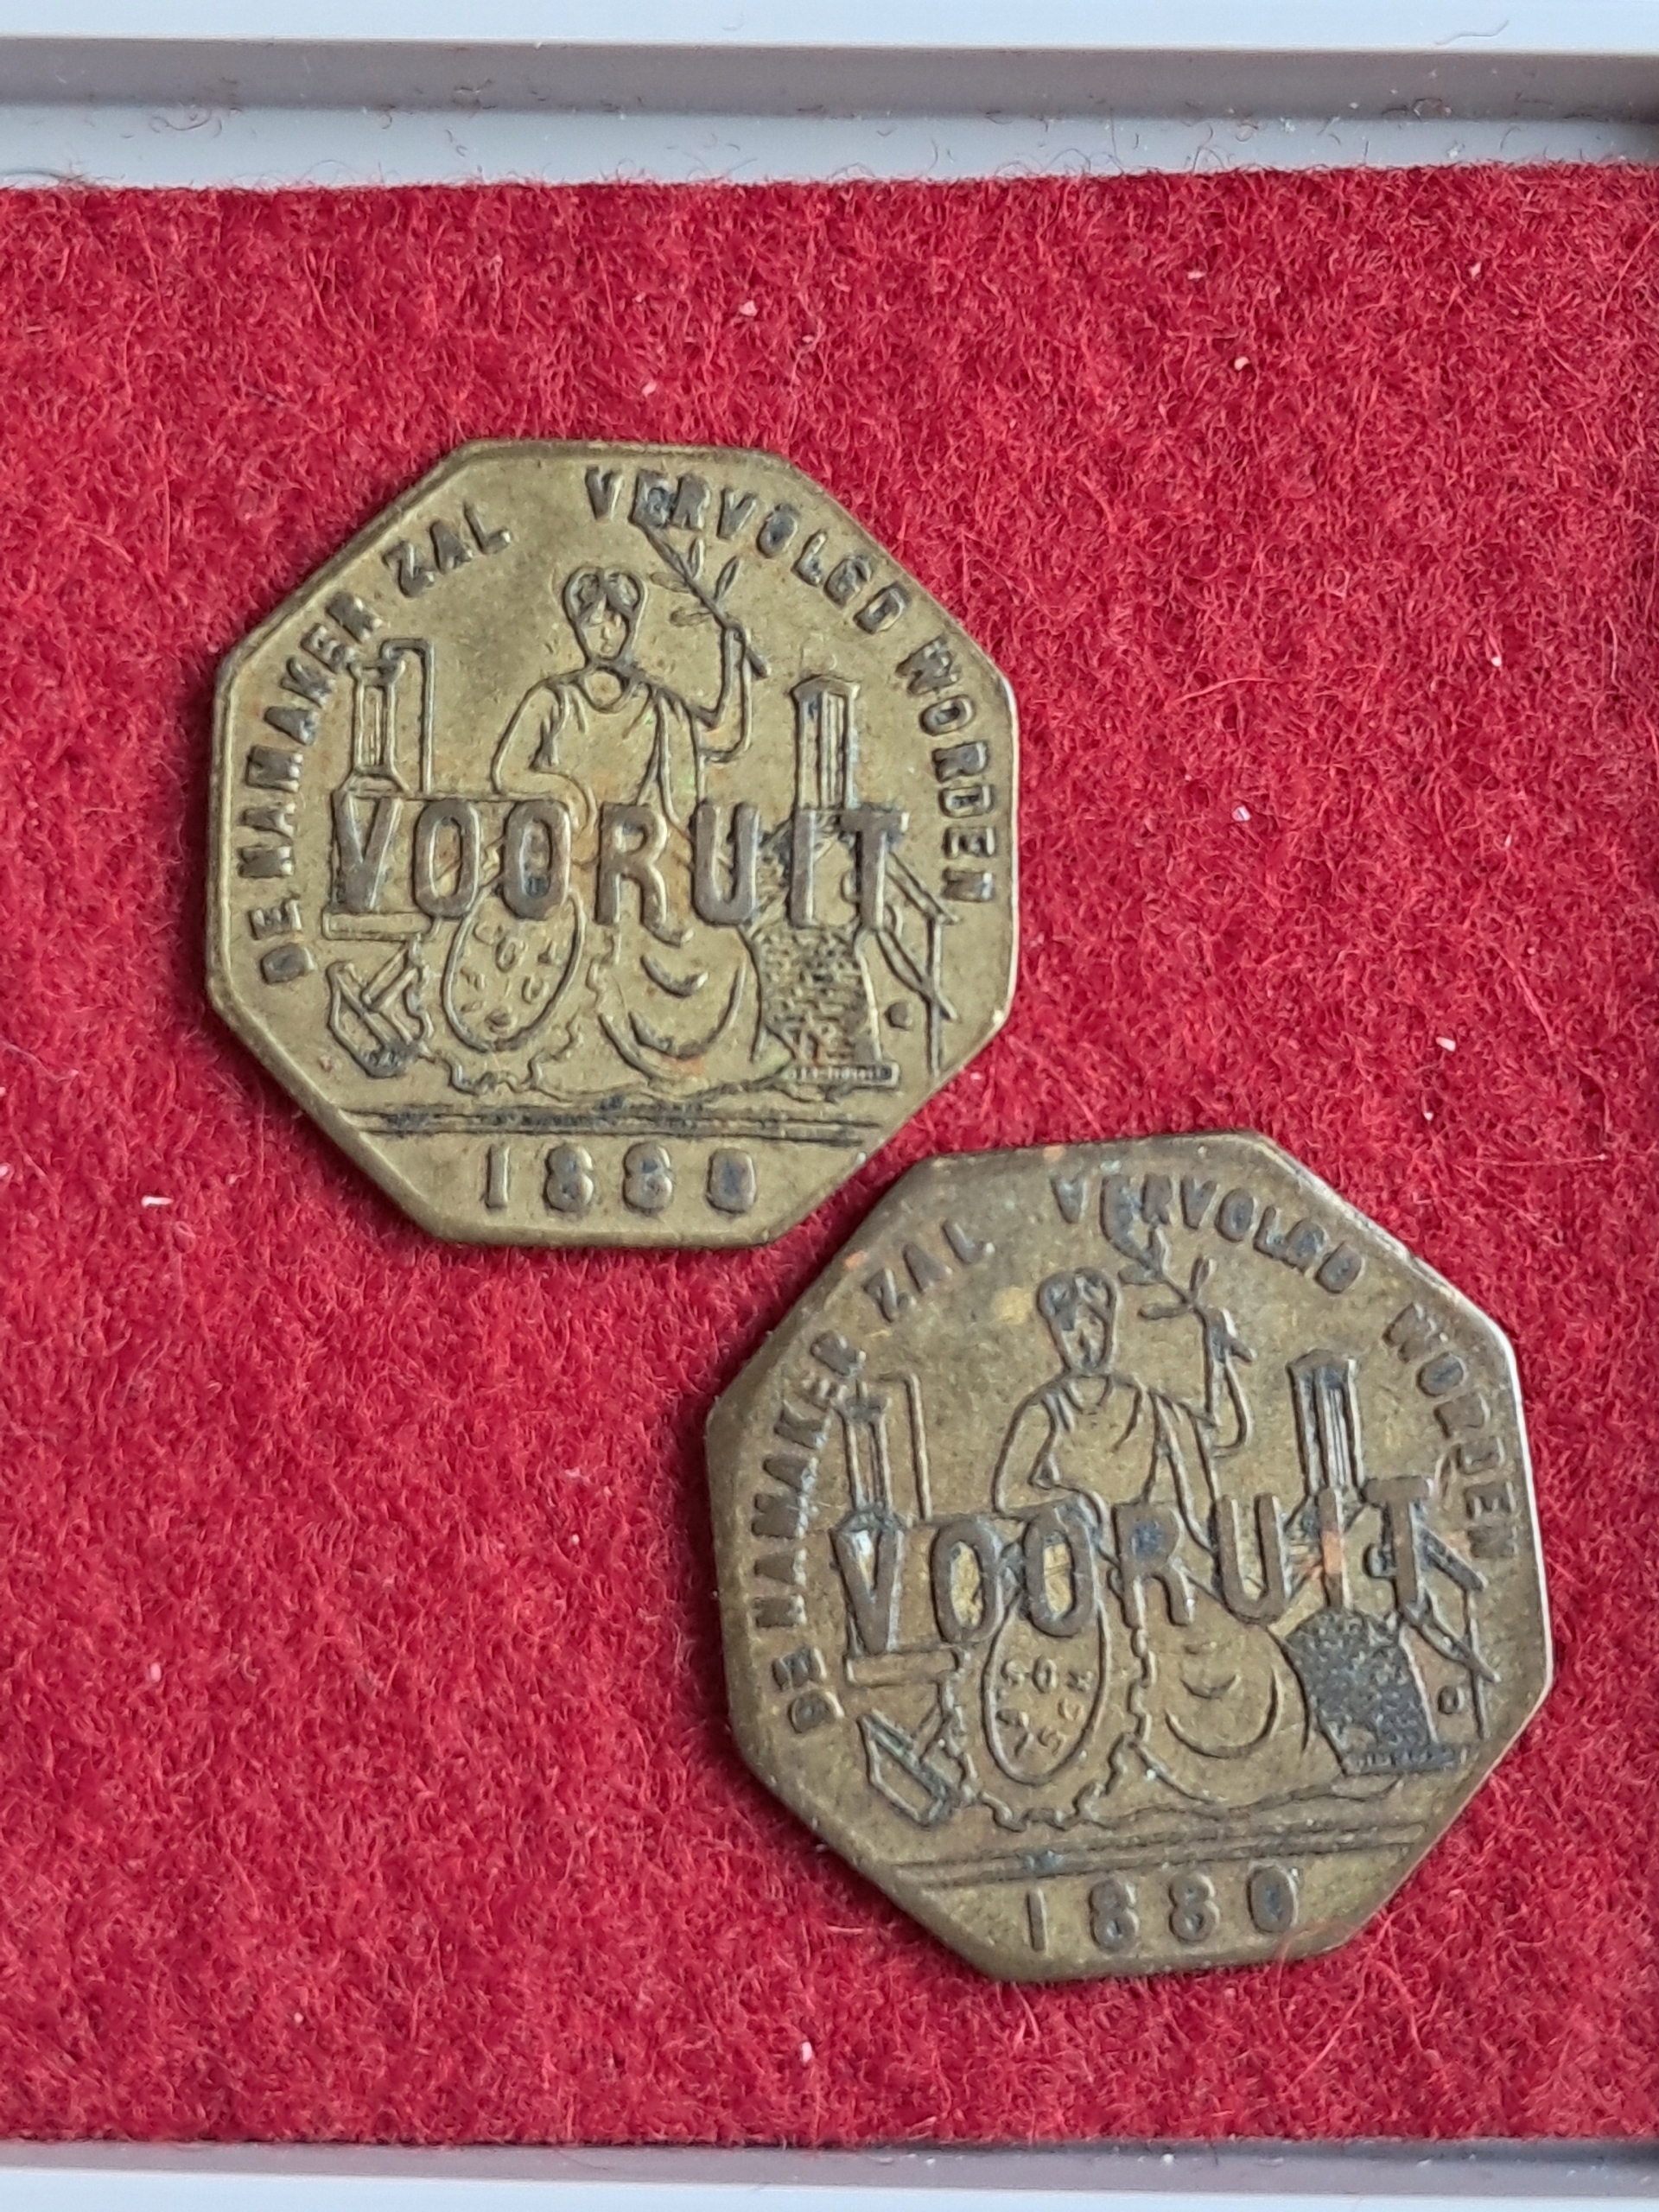 DE NAMAKER ZAL VERVOLGD WORDEN
VOORUIT
1880
DE NAMAKER ZAL VERVOLGD WORDEN
VOORUIT
1880